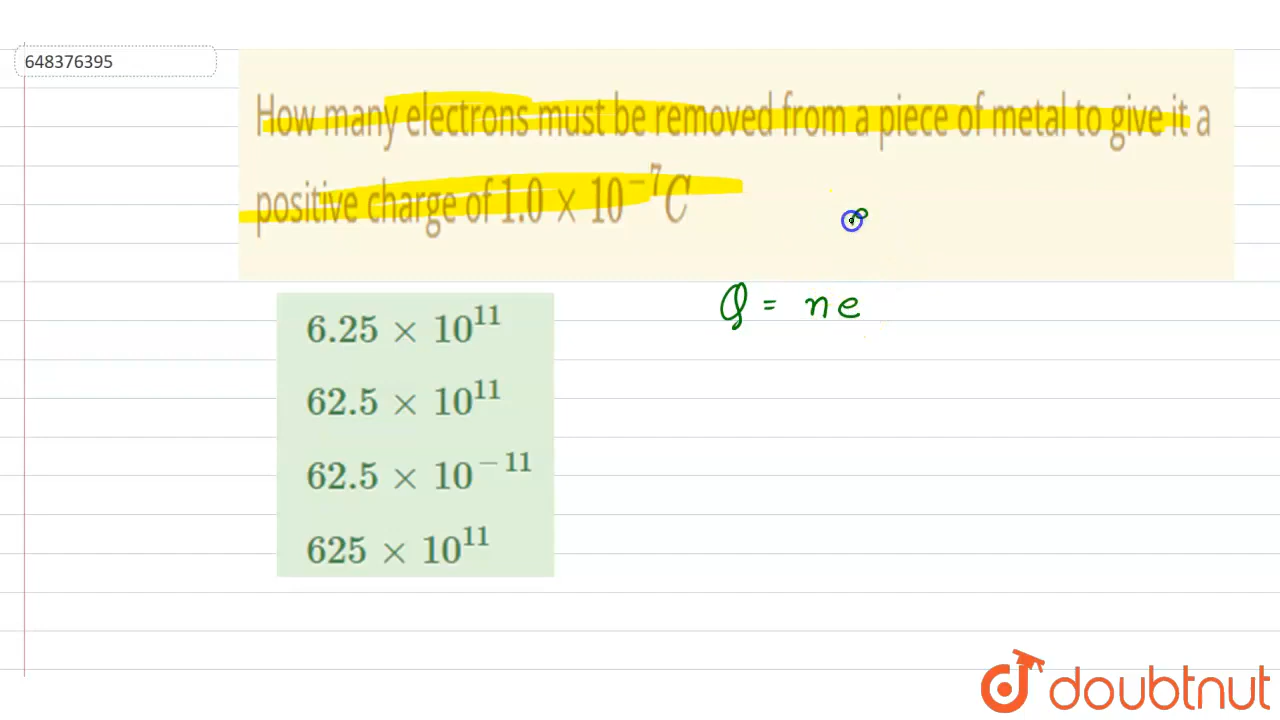 648376395
How many electrons must be removed from a piece of metal to give it a
positive charge of 1.0 × 10⁻⁷C
Q = ne
6.25 × 10¹¹
62.5 × 10¹¹
62.5 × 10⁻¹¹
625 × 10¹¹
doubtnut